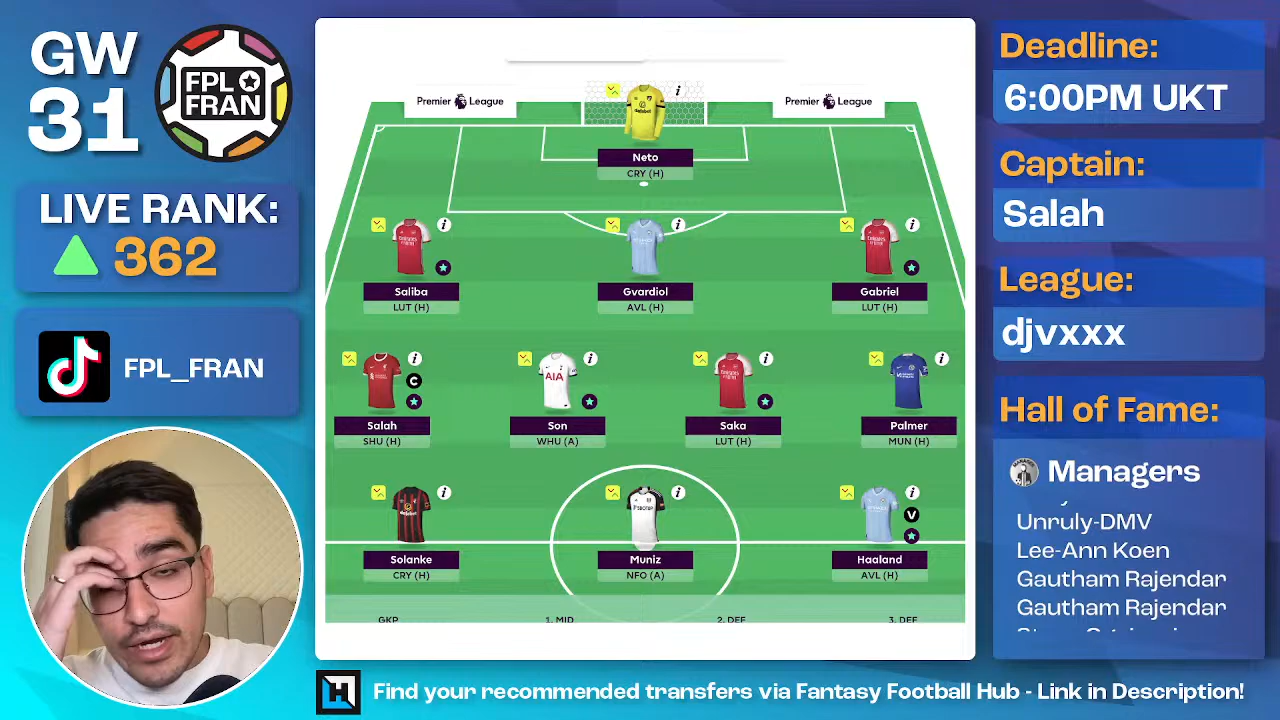 GW
31
FPL
FRAN
LIVE RANK:
362
FPL_FRAN
Premier League
Premier League
Neto
CRY (H)
Saliba
LUT (H)
Gvardiol
AVL (H)
Gabriel
LUT (H)
C
AIA
Salah
SHU (H)
Son
WHU (A)
Saka
LUT (H)
Palmer
MUN (H)
V
Solanke
CRY (H)
Muniz
NFO (A)
Haaland
AVL (H)
GKP
1. MID
2. DEF
3. DEF
Deadline:
6:00PM UKT
Captain:
Salah
League:
djvxxx
Hall of Fame:
Managers
Unruly-DMV
Lee-Ann Koen
Gautham Rajendar
Gautham Rajendar
Find your recommended transfers via Fantasy Football Hub - Link in Description!